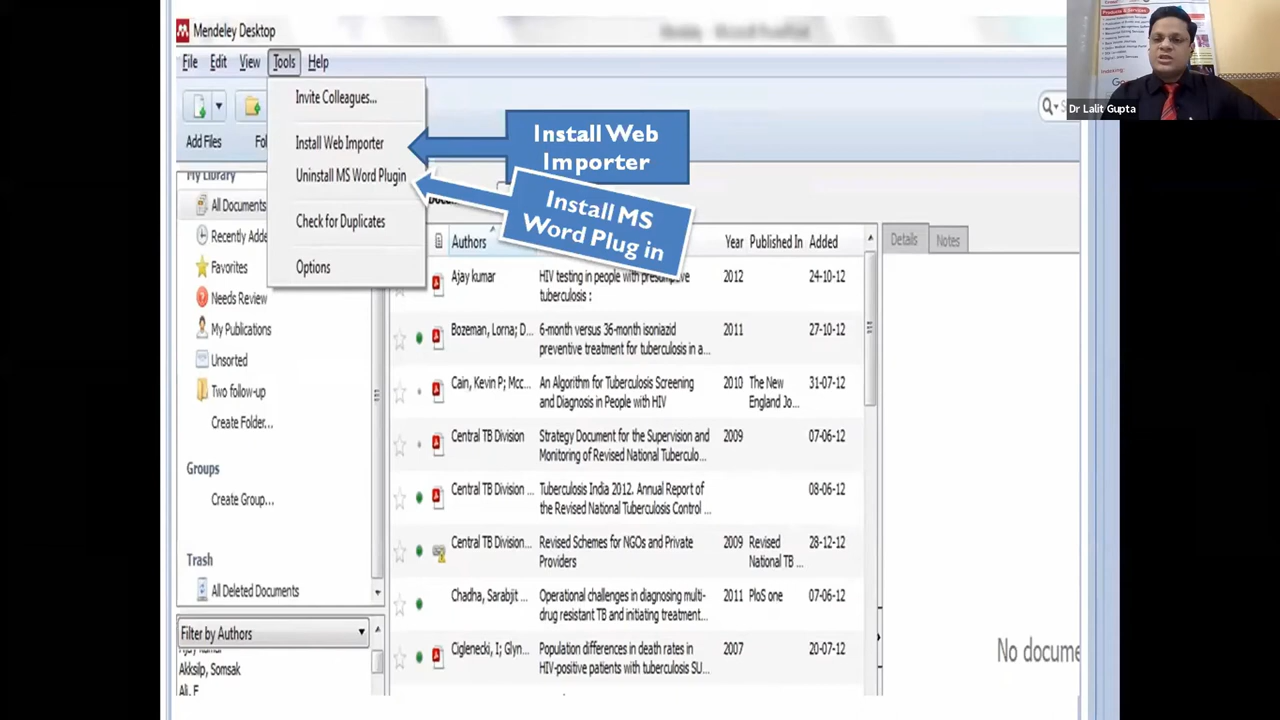 Mendeley Desktop
File Edit View Tools Help
Invite Colleagues...
Install Web Importer
Uninstall MS Word Plugin
Check for Duplicates
Options
Add Files
Install Web
Importer
Install MS
Word Plug in
Dr Lalit Gupta
My Library
All Documents
Recently Adde
Favorites
Needs Review
My Publications
Unsorted
Two follow-up
Create Folder...
Groups
Create Group...
Trash
All Deleted Documents
Filter by Authors
Akksilp, Somsak
Ali, F
Authors Year Published In Added
Ajay kumar HIV testing in people with presumptive 2012 24-10-12
tuberculosis :
Bozeman, Lorna; D... 6-month versus 36-month isoniazid 2011 27-10-12
preventive treatment for tuberculosis in a...
Cain, Kevin P; Mcc... An Algorithm for Tuberculosis Screening 2010 The New 31-07-12
and Diagnosis in People with HIV England Jo...
Central TB Division Strategy Document for the Supervision and 2009 07-06-12
Monitoring of Revised National Tuberculo...
Central TB Division ... Tuberculosis India 2012. Annual Report of 08-06-12
the Revised National Tuberculosis Control ...
Central TB Division... Revised Schemes for NGOs and Private 2009 Revised 28-12-12
Providers National TB ...
Chadha, Sarabjit ... Operational challenges in diagnosing multi- 2011 PloS one 07-06-12
drug resistant TB and initiating treatment...
Ciglenecki, I; Glyn... Population differences in death rates in 2007 20-07-12
HIV-positive patients with tuberculosis SU...
Details Notes
No docume